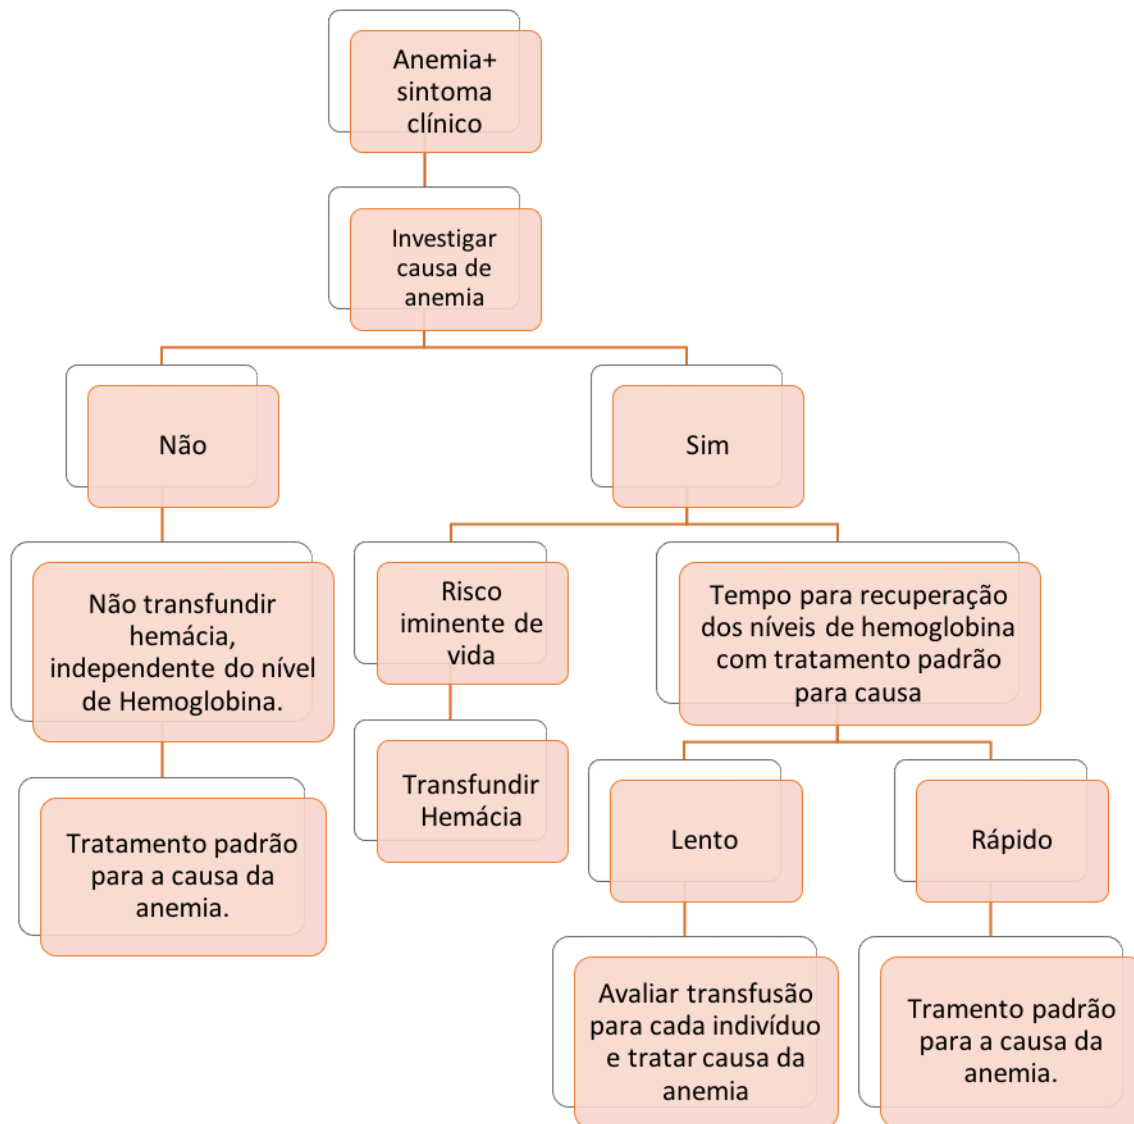 Anemia+
sintoma
clínico
Investigar
causa de
anemia
Não
Sim
Não transfundir
hemácia,
independente do nível
de Hemoglobina.
Risco
iminente de
vida
Tempo para recuperação
dos níveis de hemoglobina
com tratamento padrão
para causa
Tratamento padrão
para a causa da
anemia.
Transfundir
Hemácia
Lento
Rápido
Avaliar transfusão
para cada indivíduo
e tratar causa da
anemia
Tramento padrão
para a causa da
anemia.